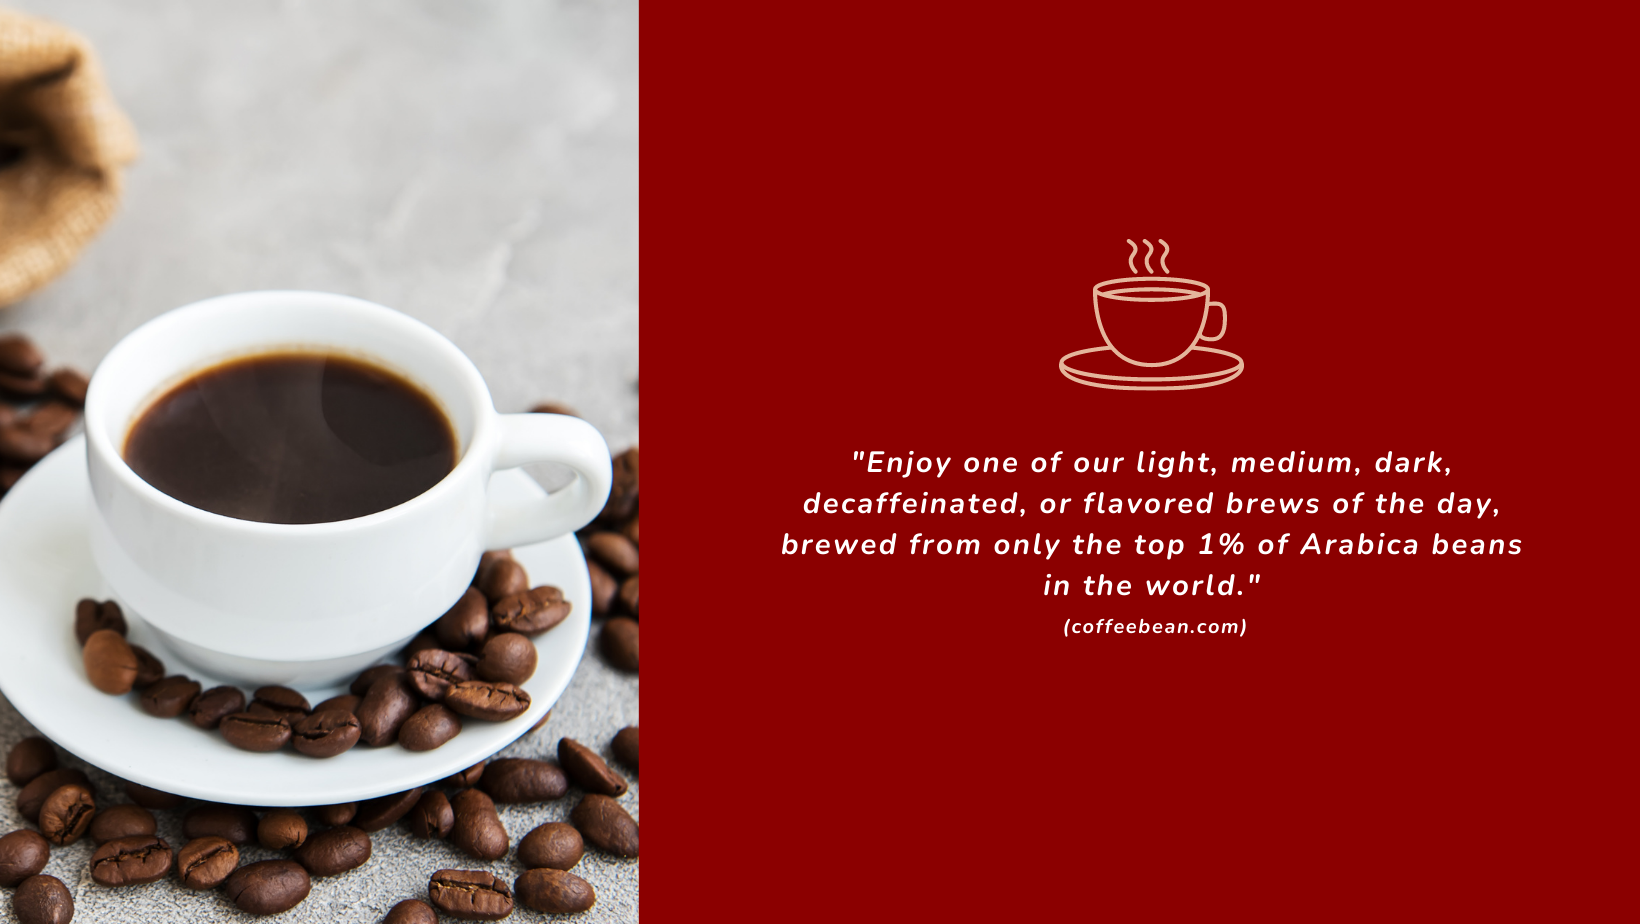 "Enjoy one of our light, medium, dark,
decaffeinated, or flavored brews of the day,
brewed from only the top 1% of Arabica beans
in the world."
(coffeebean.com)